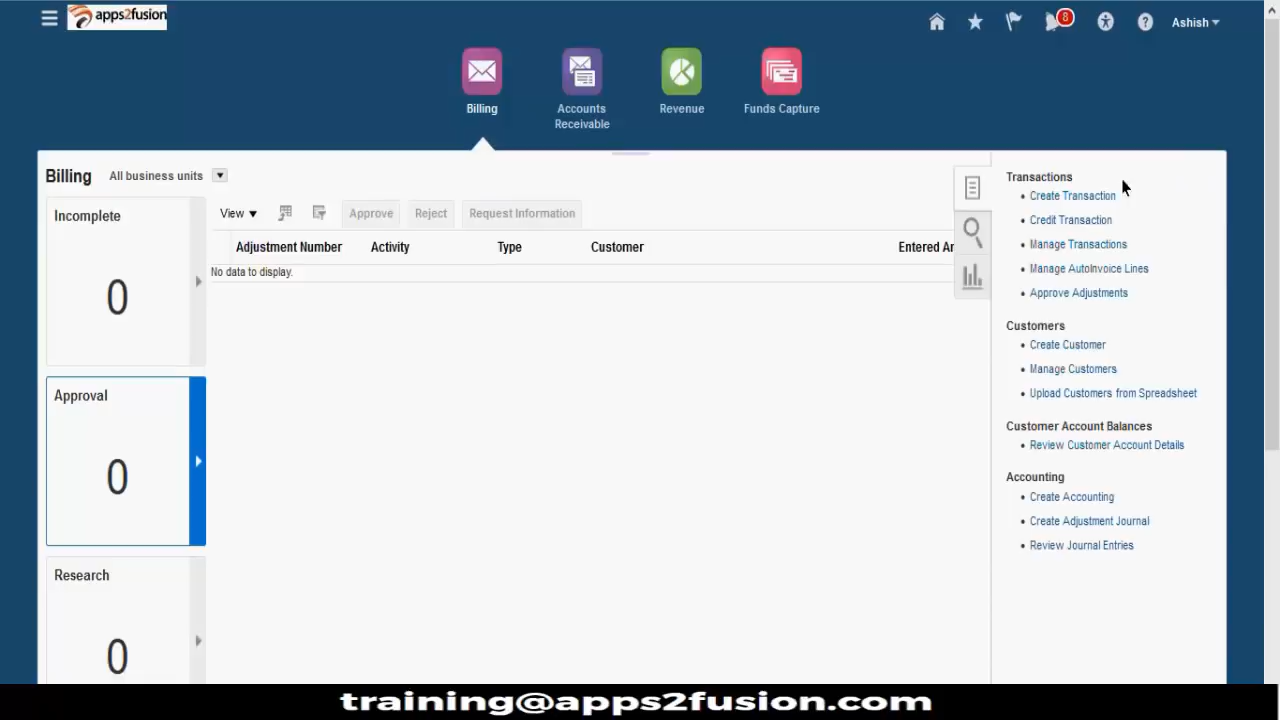 apps2fusion
8
Ashish
Billing
Accounts
Receivable
Revenue
Funds Capture
Billing All business units
Incomplete
0
Approval
0
Research
0
View Approve Reject Request Information
Adjustment Number Activity Type Customer Entered Am
No data to display.
Transactions
• Create Transaction
• Credit Transaction
• Manage Transactions
• Manage AutoInvoice Lines
• Approve Adjustments
Customers
• Create Customer
• Manage Customers
• Upload Customers from Spreadsheet
Customer Account Balances
• Review Customer Account Details
Accounting
• Create Accounting
• Create Adjustment Journal
• Review Journal Entries
training@apps2fusion.com